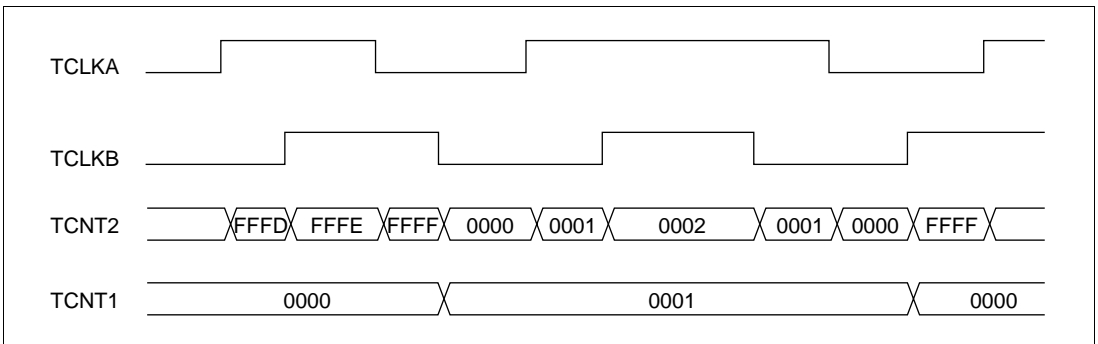 TCLKA
TCLKB
TCNT2 FFFD FFFE FFFF 0000 0001 0002 0001 0000 FFFF
TCNT1 0000 0001 0000